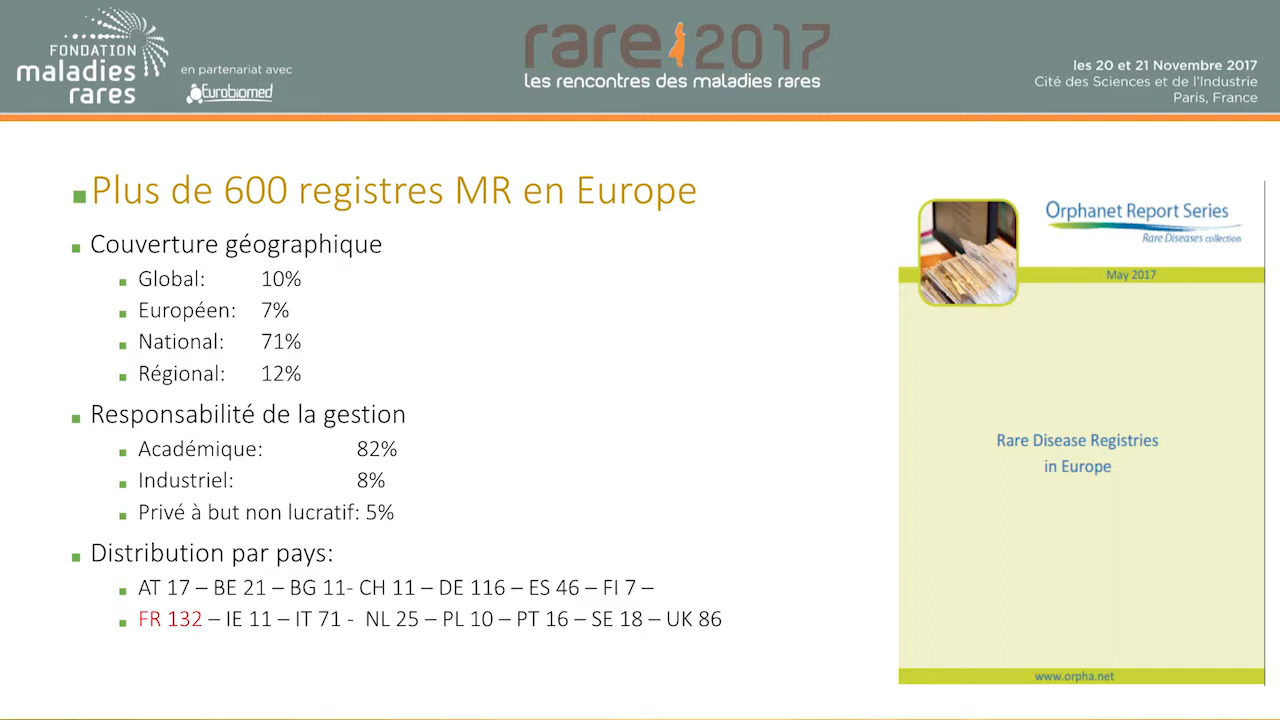 FONDATION
maladies
rares
en partenariat avec
Eurobiomed
rare 2017
les rencontres des maladies rares
les 20 et 21 Novembre 2017
Cité des Sciences et de l'Industrie
Paris, France
Plus de 600 registres MR en Europe
Couverture géographique
Global: 10%
Européen: 7%
National: 71%
Régional: 12%
Responsabilité de la gestion
Académique: 82%
Industriel: 8%
Privé à but non lucratif: 5%
Distribution par pays:
AT 17 – BE 21 – BG 11- CH 11 – DE 116 – ES 46 – FI 7 –
FR 132 – IE 11 – IT 71 - NL 25 – PL 10 – PT 16 – SE 18 – UK 86
Orphanet Report Series
Rare Diseases collection
May 2017
Rare Disease Registries
in Europe
www.orpha.net